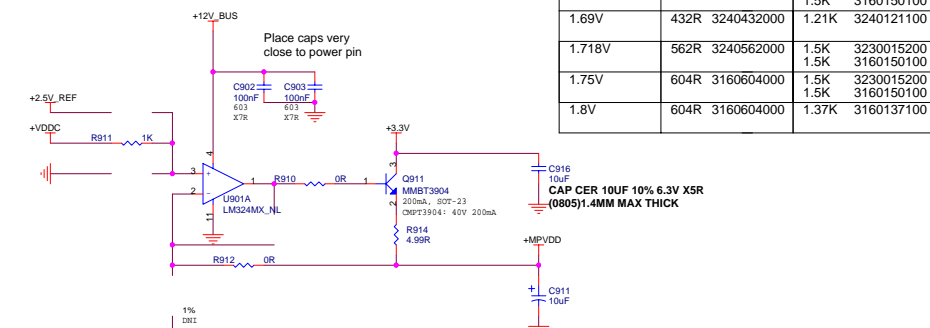 +12V_BUS
Place caps very
close to power pin
C902
100nF
603
X7R
C903
100nF
603
X7R
+2.5V_REF
+VDDC
R911
1K
+3.3V
4
3
+
2
-
1
11
U901A
LM324MX_NL
R910
0R
1
3
2
Q911
MMBT3904
200mA, SOT-23
CMPT3904: 40V 200mA
R914
4.99R
C916
10uF
CAP CER 10UF 10% 6.3V X5R
(0805)1.4MM MAX THICK
+MPVDD
R912
0R
+
C911
10uF
1%
DNI
1.5K 3160150100
1.69V 432R 3240432000 1.21K 3240121100
1.718V 562R 3240562000 1.5K 3230015200
1.5K 3160150100
1.75V 604R 3160604000 1.5K 3230015200
1.5K 3160150100
1.8V 604R 3160604000 1.37K 3160137100